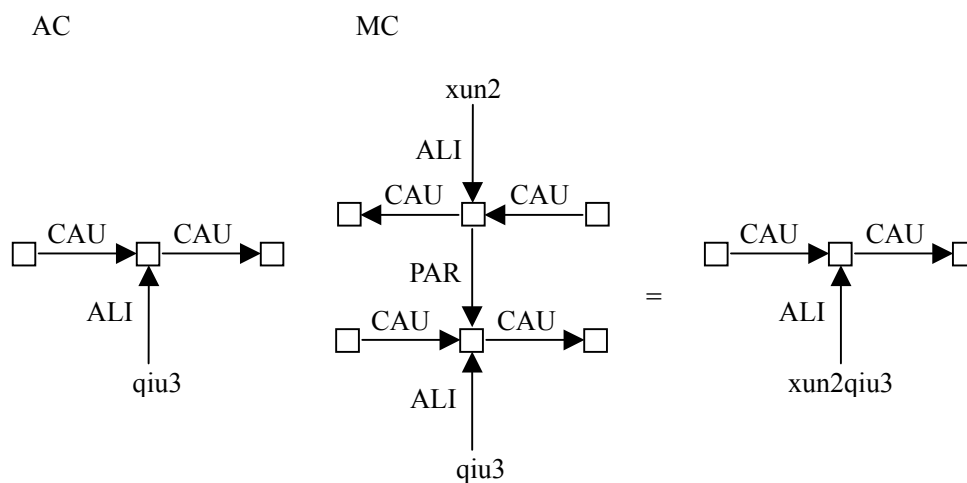 AC MC
xun2
ALI
CAU CAU
CAU CAU CAU CAU
PAR
ALI = ALI
CAU CAU
qiu3 xun2qiu3
ALI
qiu3